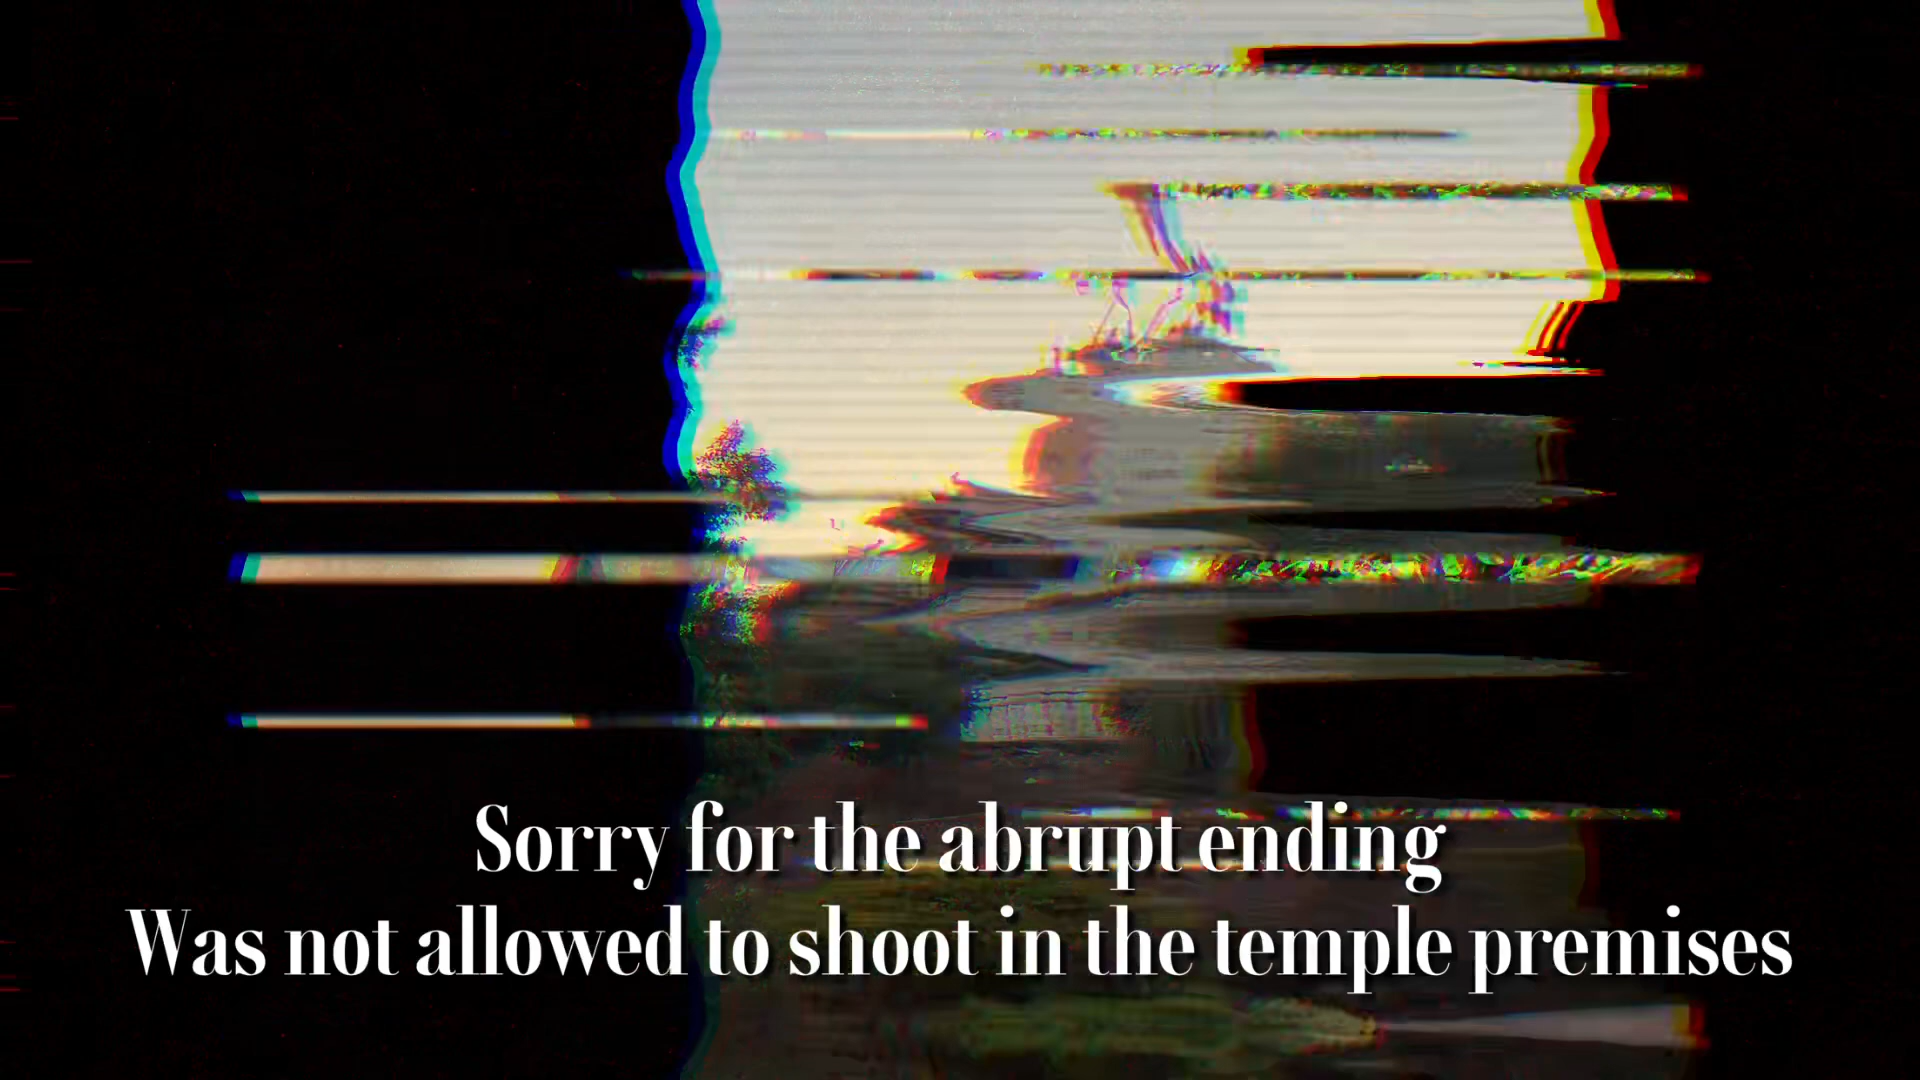 Sorry for the abrupt ending
Was not allowed to shoot in the temple premises